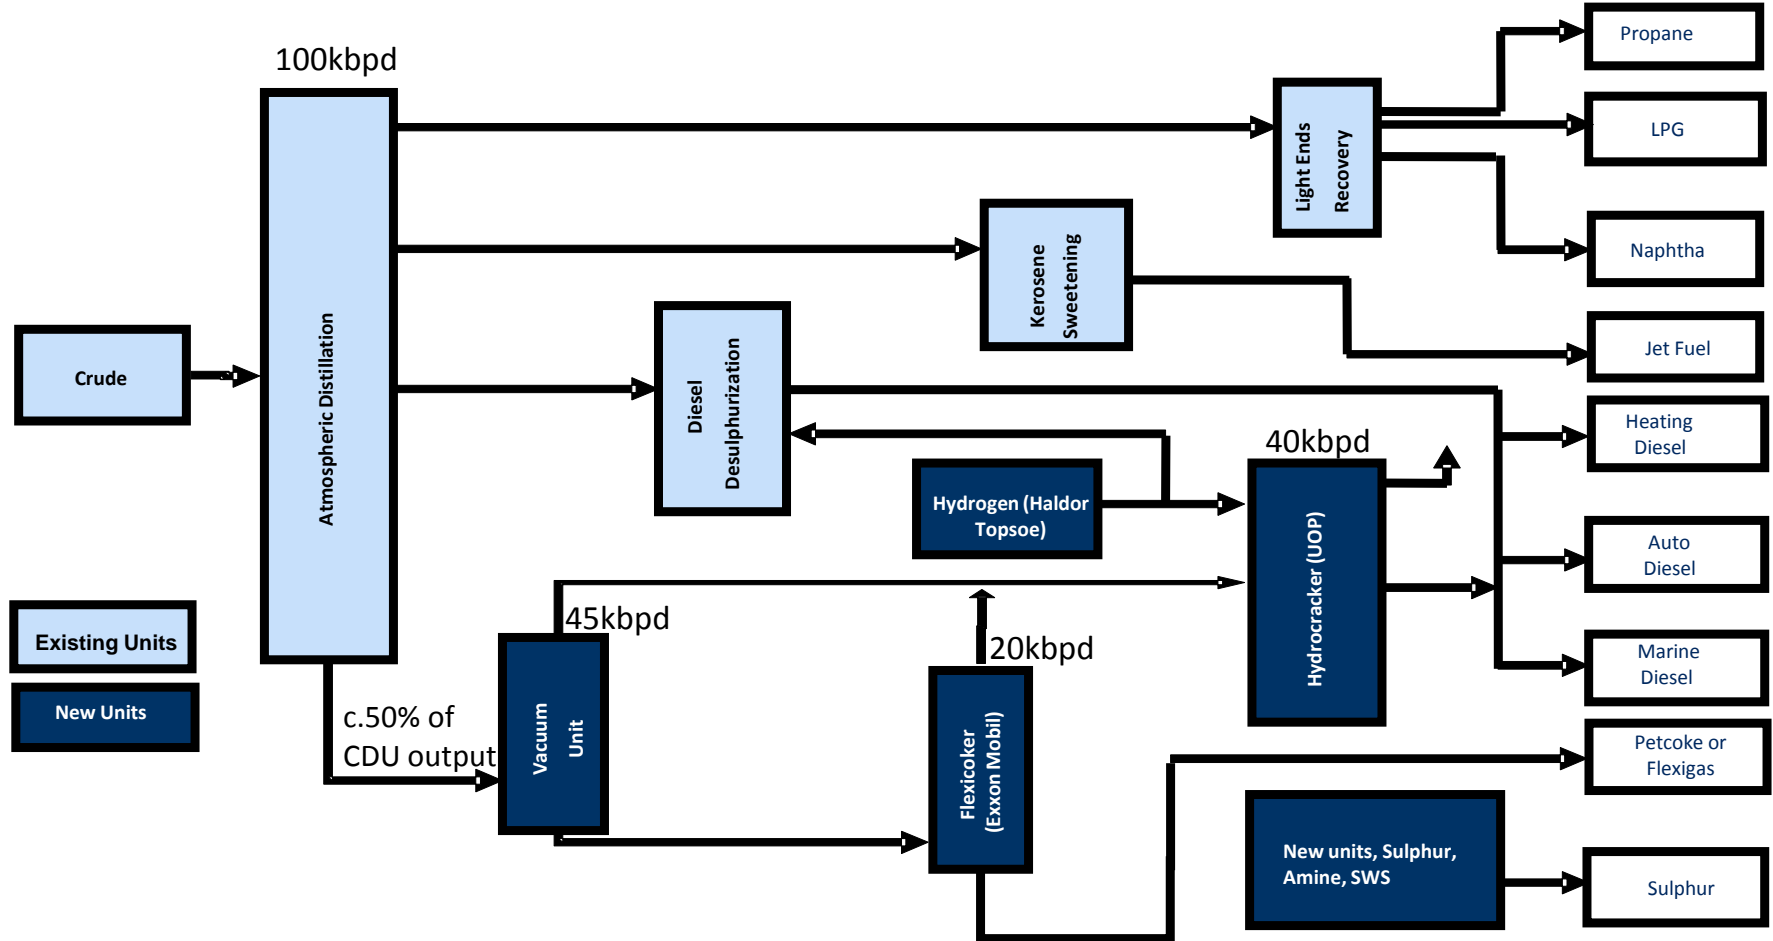 100kbpd
Propane
LPG
Light Ends
Recovery
Naphtha
Kerosene
Sweetening
Jet Fuel
Crude
Atmospheric Distillation
Diesel
Desulphurization
Heating
Diesel
40kbpd
Hydrogen (Haldor
Topsoe)
Hydrocracker (UOP)
Auto
Diesel
Existing Units
45kbpd
20kbpd
Marine
Diesel
New Units
c.50% of
CDU output
Vacuum
Unit
Flexicoker
(Exxon Mobil)
Petcoke or
Flexigas
New units, Sulphur,
Amine, SWS
Sulphur